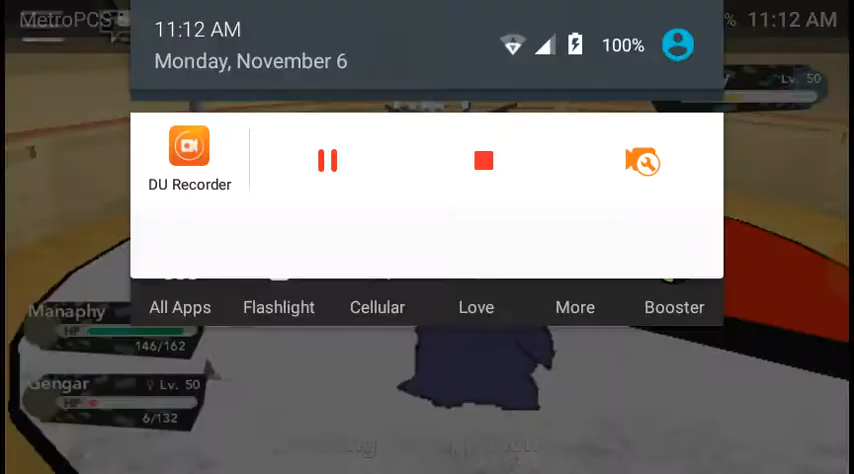 MetroPCS
11:12 AM
Monday, November 6
100%
% 11:12 AM
y Lv. 50
DU Recorder
All Apps
Flashlight
Cellular
Love
More
Booster
Manaphy
HP
146/162
Gengar ♀ Lv. 50
HP
6/132